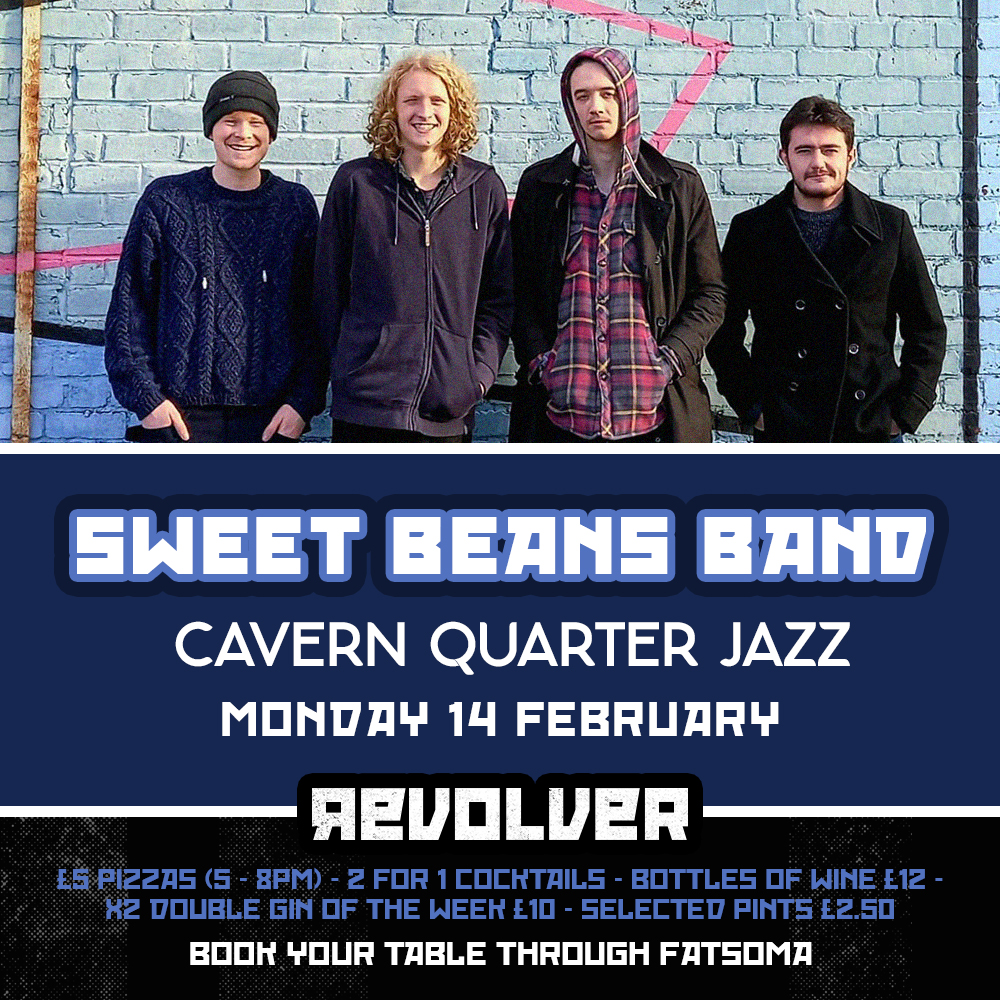 SWEET BEANS BAND
CAVERN QUARTER JAZZ
MONDAY 14 FEBRUARY
REVOLVER
£5 PIZZAS (5 - 8PM) - 2 FOR 1 COCKTAILS - BOTTLES OF WINE £12 -
X2 DOUBLE GIN OF THE WEEK £10 - SELECTED PINTS £2.50
BOOK YOUR TABLE THROUGH FATSOMA